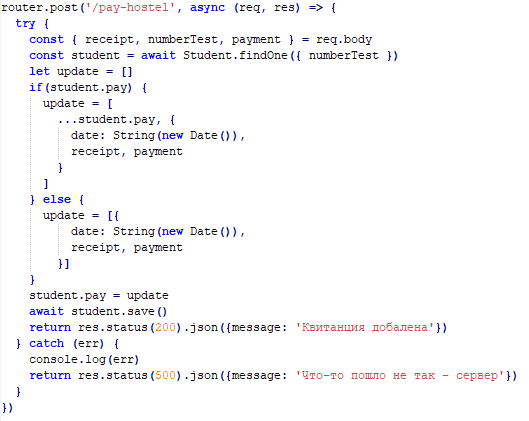 router.post('/pay-hostel', async (req, res) => {
  try {
    const { receipt, numberTest, payment } = req.body
    const student = await Student.findOne({ numberTest })
    let update = []
    if(student.pay) {
      update = [
        ...student.pay, {
          date: String(new Date()),
          receipt, payment
        }
      ]
    } else {
      update = [{
          date: String(new Date()),
          receipt, payment
        }]
    }
    student.pay = update
    await student.save()
    return res.status(200).json({message: 'Квитанция добалена'})
  } catch (err) {
    console.log(err)
    return res.status(500).json({message: 'Что-то пошло не так - сервер'})
  }
})